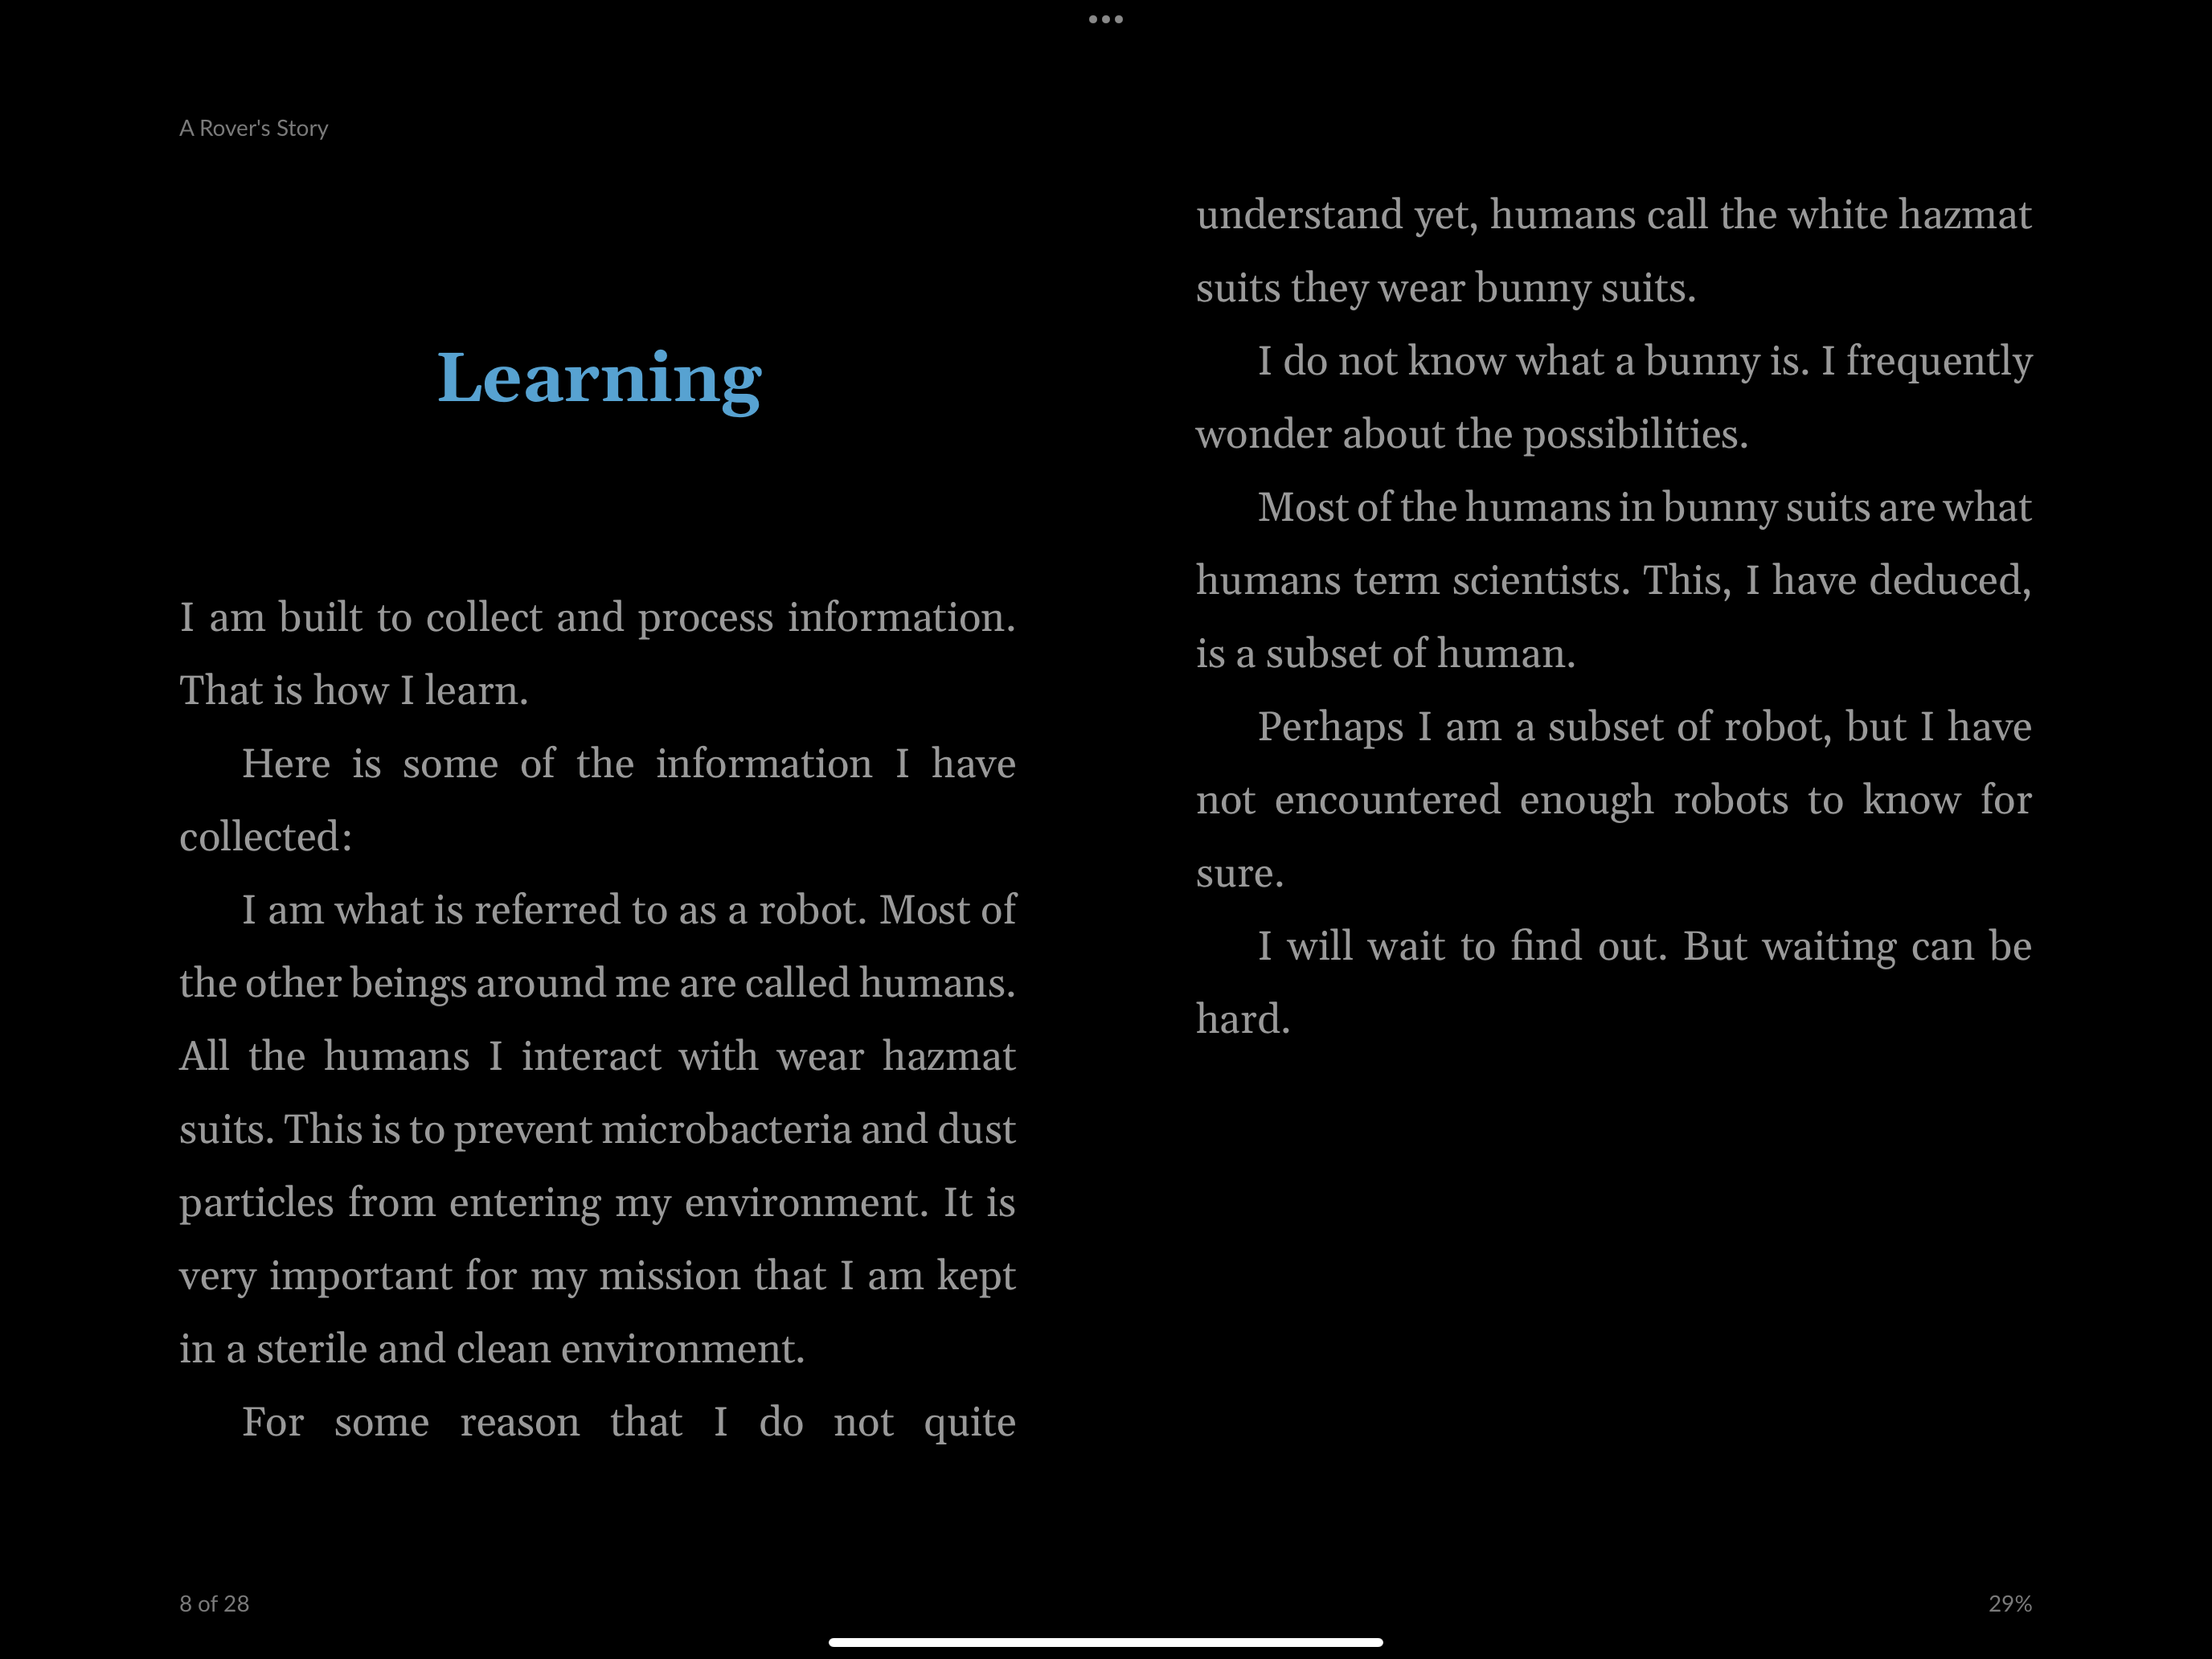 A Rover's Story
Learning
I am built to collect and process information.
That is how I learn.
Here is some of the information I have
collected:
I am what is referred to as a robot. Most of
the other beings around me are called humans.
All the humans I interact with wear hazmat
suits. This is to prevent microbacteria and dust
particles from entering my environment. It is
very important for my mission that I am kept
in a sterile and clean environment.
For some reason that I do not quite
understand yet, humans call the white hazmat
suits they wear bunny suits.
I do not know what a bunny is. I frequently
wonder about the possibilities.
Most of the humans in bunny suits are what
humans term scientists. This, I have deduced,
is a subset of human.
Perhaps I am a subset of robot, but I have
not encountered enough robots to know for
sure.
I will wait to find out. But waiting can be
hard.
8 of 28
29%